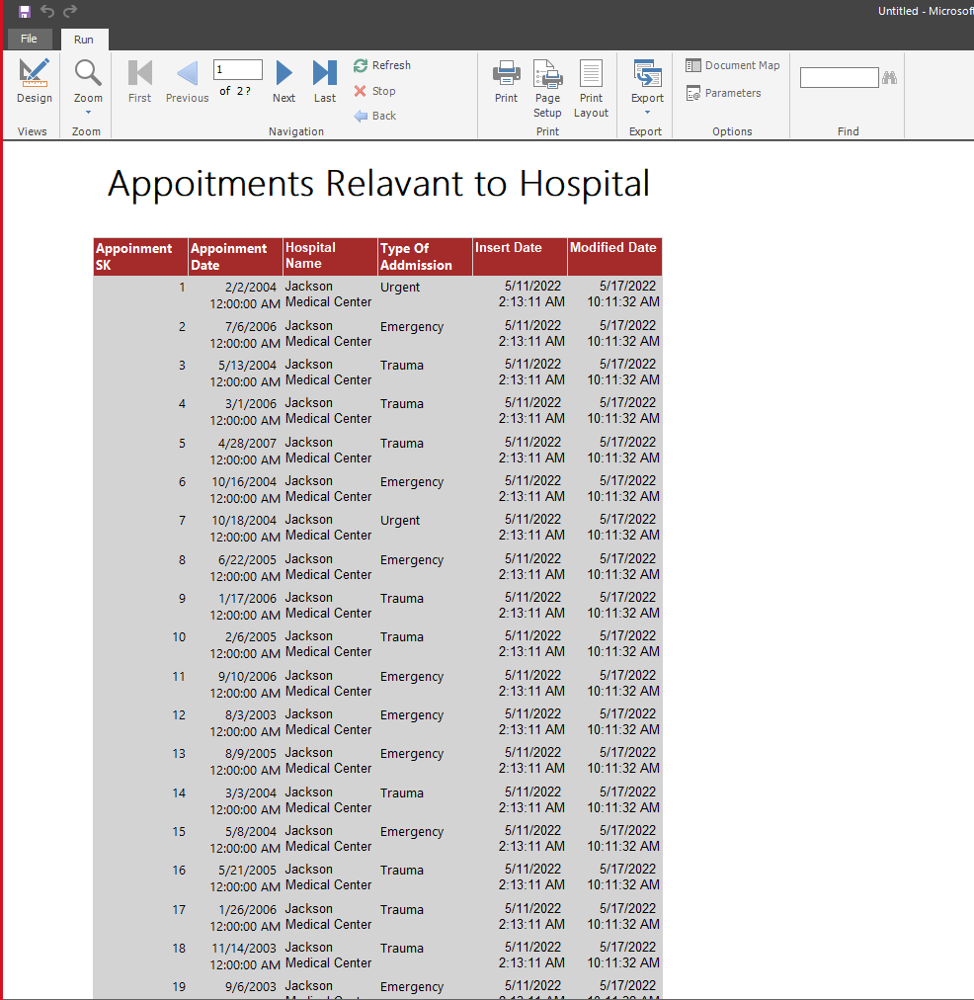 Untitled - Microsof
File Run
1
Refresh
Stop
Back
of 2?
Document Map
Parameters
Design Zoom First Previous Next Last Print Page Setup Print Layout Export
Views Zoom Navigation Print Export Options Find
Appoitments Relavant to Hospital
Appoinment Appoinment Hospital Type Of Insert Date Modified Date
SK Date Name Addmission
1 2/2/2004 Jackson Urgent 5/11/2022 5/17/2022
12:00:00 AM Medical Center 2:13:11 AM 10:11:32 AM
2 7/6/2006 Jackson Emergency 5/11/2022 5/17/2022
12:00:00 AM Medical Center 2:13:11 AM 10:11:32 AM
3 5/13/2004 Jackson Trauma 5/11/2022 5/17/2022
12:00:00 AM Medical Center 2:13:11 AM 10:11:32 AM
4 3/1/2006 Jackson Trauma 5/11/2022 5/17/2022
12:00:00 AM Medical Center 2:13:11 AM 10:11:32 AM
5 4/28/2007 Jackson Trauma 5/11/2022 5/17/2022
12:00:00 AM Medical Center 2:13:11 AM 10:11:32 AM
6 10/16/2004 Jackson Emergency 5/11/2022 5/17/2022
12:00:00 AM Medical Center 2:13:11 AM 10:11:32 AM
7 10/18/2004 Jackson Urgent 5/11/2022 5/17/2022
12:00:00 AM Medical Center 2:13:11 AM 10:11:32 AM
8 6/22/2005 Jackson Emergency 5/11/2022 5/17/2022
12:00:00 AM Medical Center 2:13:11 AM 10:11:32 AM
9 1/17/2006 Jackson Trauma 5/11/2022 5/17/2022
12:00:00 AM Medical Center 2:13:11 AM 10:11:32 AM
10 2/6/2005 Jackson Trauma 5/11/2022 5/17/2022
12:00:00 AM Medical Center 2:13:11 AM 10:11:32 AM
11 9/10/2006 Jackson Emergency 5/11/2022 5/17/2022
12:00:00 AM Medical Center 2:13:11 AM 10:11:32 AM
12 8/3/2003 Jackson Emergency 5/11/2022 5/17/2022
12:00:00 AM Medical Center 2:13:11 AM 10:11:32 AM
13 8/9/2005 Jackson Emergency 5/11/2022 5/17/2022
12:00:00 AM Medical Center 2:13:11 AM 10:11:32 AM
14 3/3/2004 Jackson Trauma 5/11/2022 5/17/2022
12:00:00 AM Medical Center 2:13:11 AM 10:11:32 AM
15 5/8/2004 Jackson Emergency 5/11/2022 5/17/2022
12:00:00 AM Medical Center 2:13:11 AM 10:11:32 AM
16 5/21/2005 Jackson Trauma 5/11/2022 5/17/2022
12:00:00 AM Medical Center 2:13:11 AM 10:11:32 AM
17 1/26/2006 Jackson Trauma 5/11/2022 5/17/2022
12:00:00 AM Medical Center 2:13:11 AM 10:11:32 AM
18 11/14/2003 Jackson Trauma 5/11/2022 5/17/2022
12:00:00 AM Medical Center 2:13:11 AM 10:11:32 AM
19 9/6/2003 Jackson Emergency 5/11/2022 5/17/2022